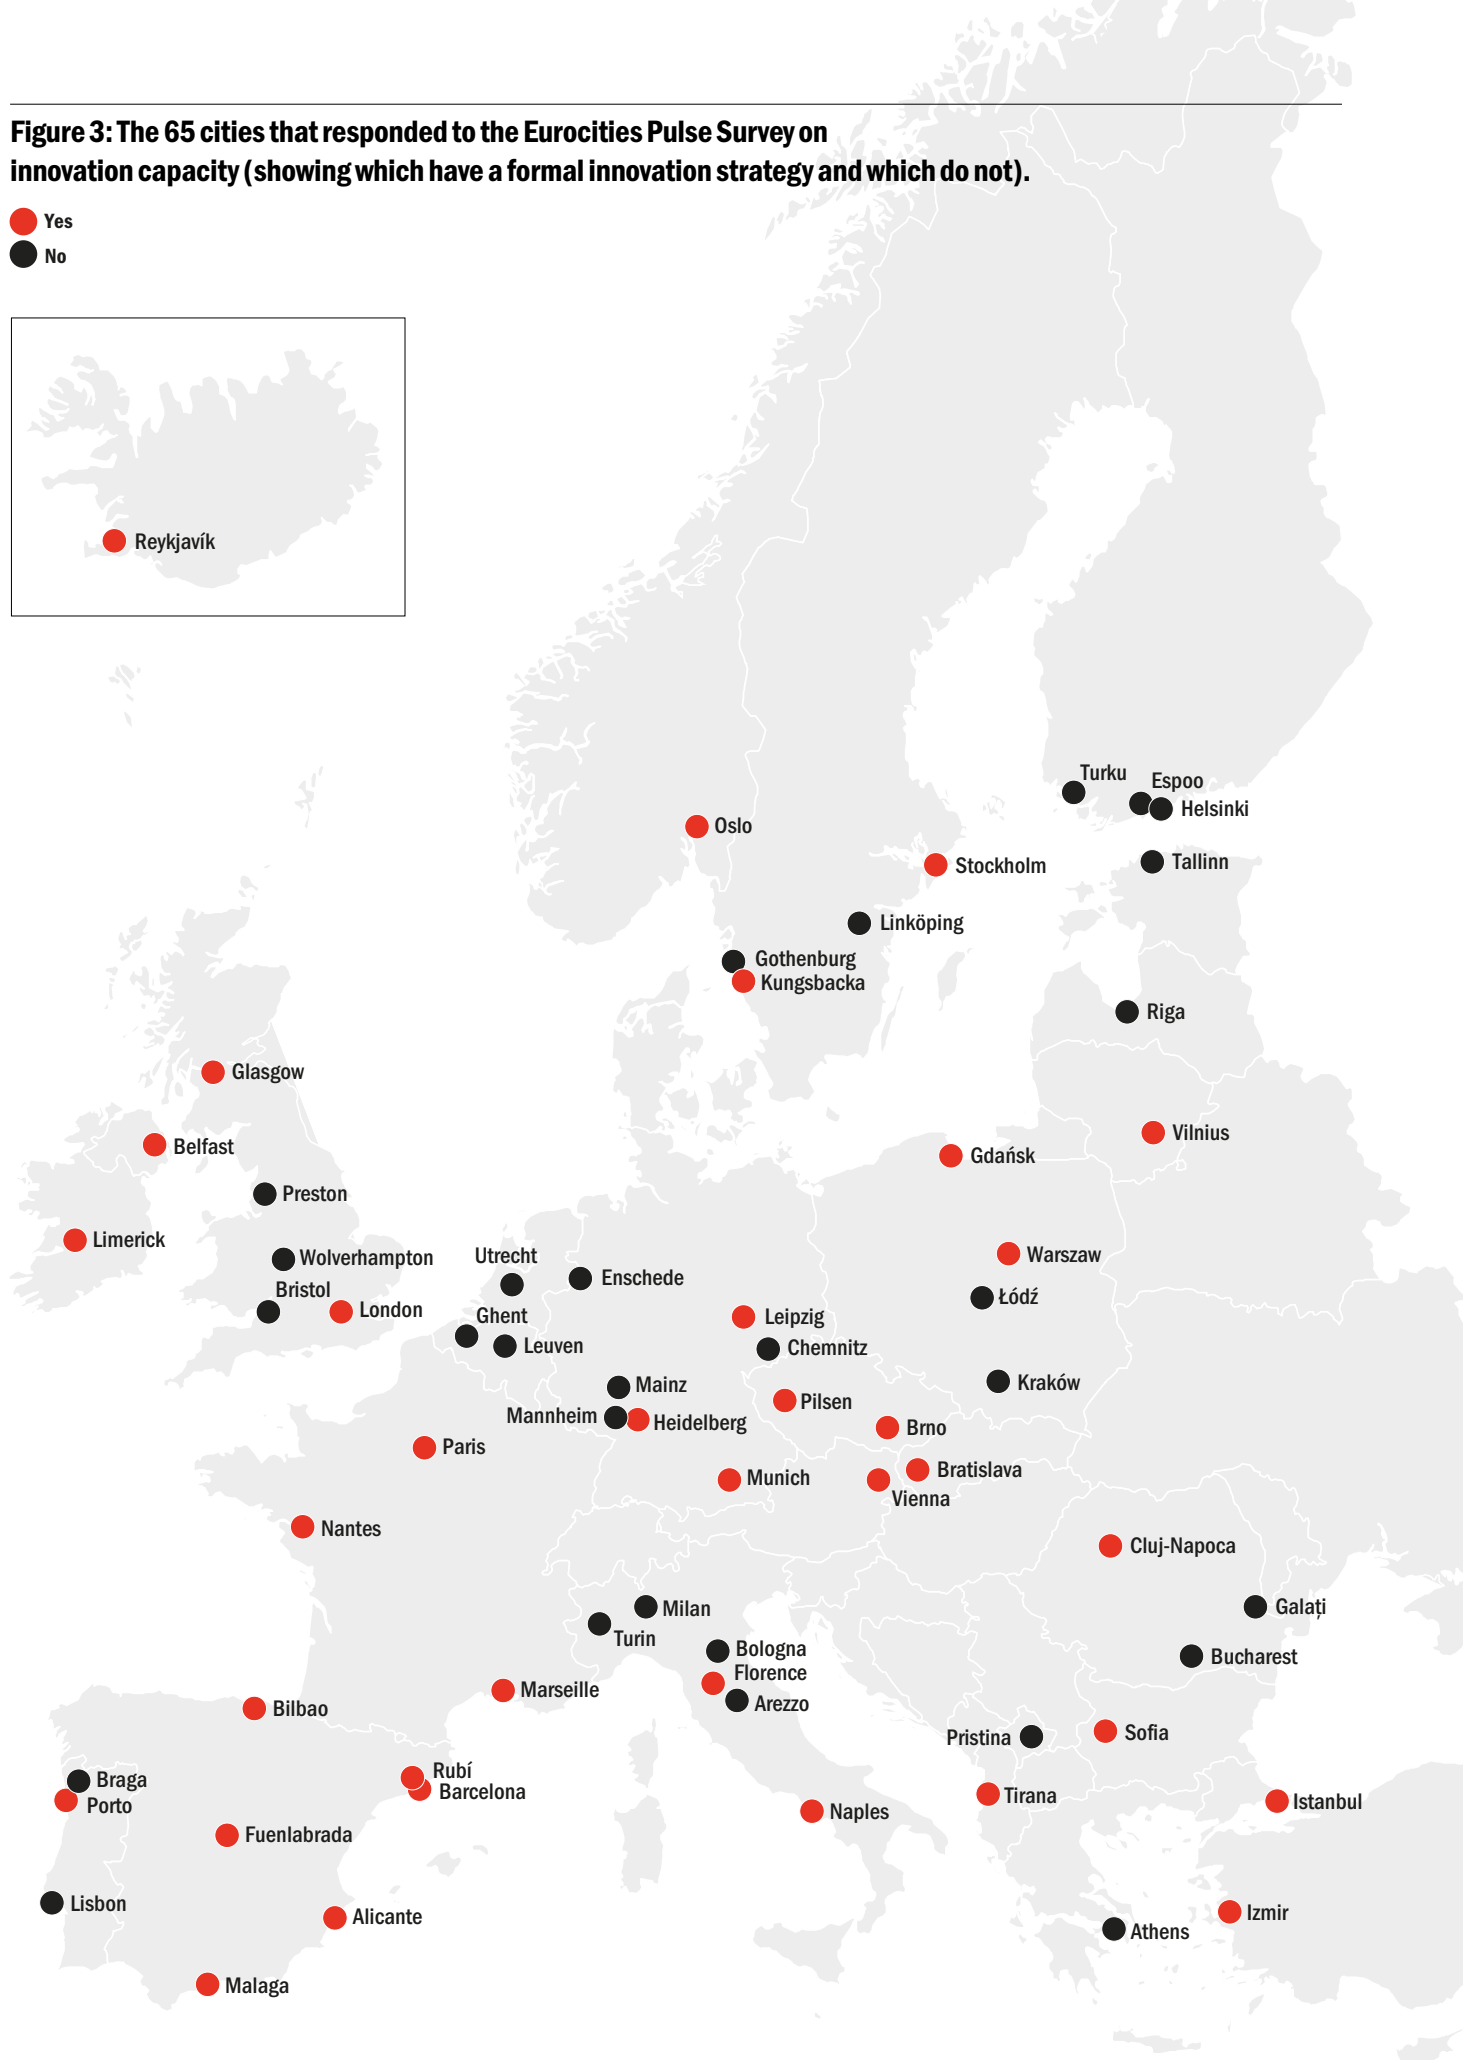 Figure 3: The 65 cities that responded to the Eurocities Pulse Survey on
innovation capacity (showing which have a formal innovation strategy and which do not).
Yes
No
Reykjavík
Turku
Espoo
Helsinki
Oslo
Tallinn
Stockholm
Linköping
Gothenburg
Kungsbacka
Riga
Glasgow
Vilnius
Belfast
Gdańsk
Preston
Limerick
Warszaw
Wolverhampton
Utrecht
Enschede
Bristol
London
Łódź
Ghent
Leipzig
Leuven
Chemnitz
Mainz
Kraków
Pilsen
Mannheim
Heidelberg
Brno
Paris
Bratislava
Munich
Vienna
Nantes
Cluj-Napoca
Milan
Galați
Turin
Bologna
Bucharest
Florence
Marseille
Arezzo
Bilbao
Sofia
Pristina
Rubí
Braga
Barcelona
Tirana
Istanbul
Porto
Naples
Fuenlabrada
Lisbon
Alicante
Izmir
Athens
Malaga